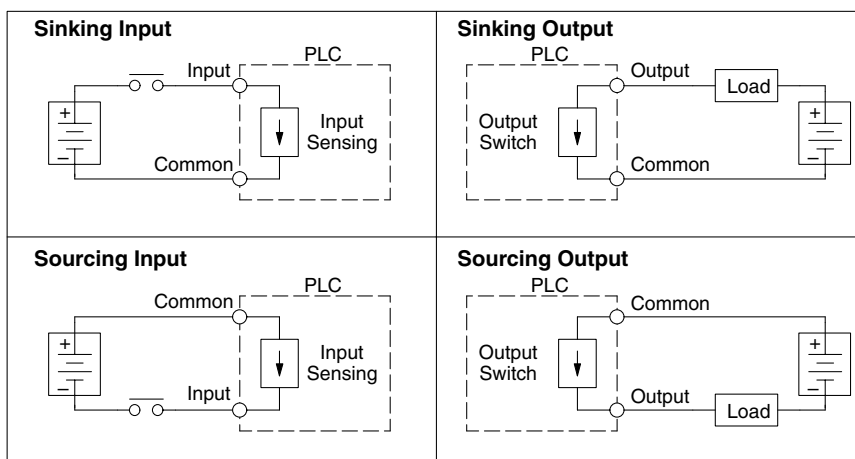 Sinking Input
PLC
Input
+
–
Input
Sensing
Common
Sinking Output
PLC
Output
Load
Output
Switch
+
–
Common
Sourcing Input
PLC
Common
+
–
Input
Sensing
Input
Sourcing Output
PLC
Common
Output
Switch
+
–
Output
Load